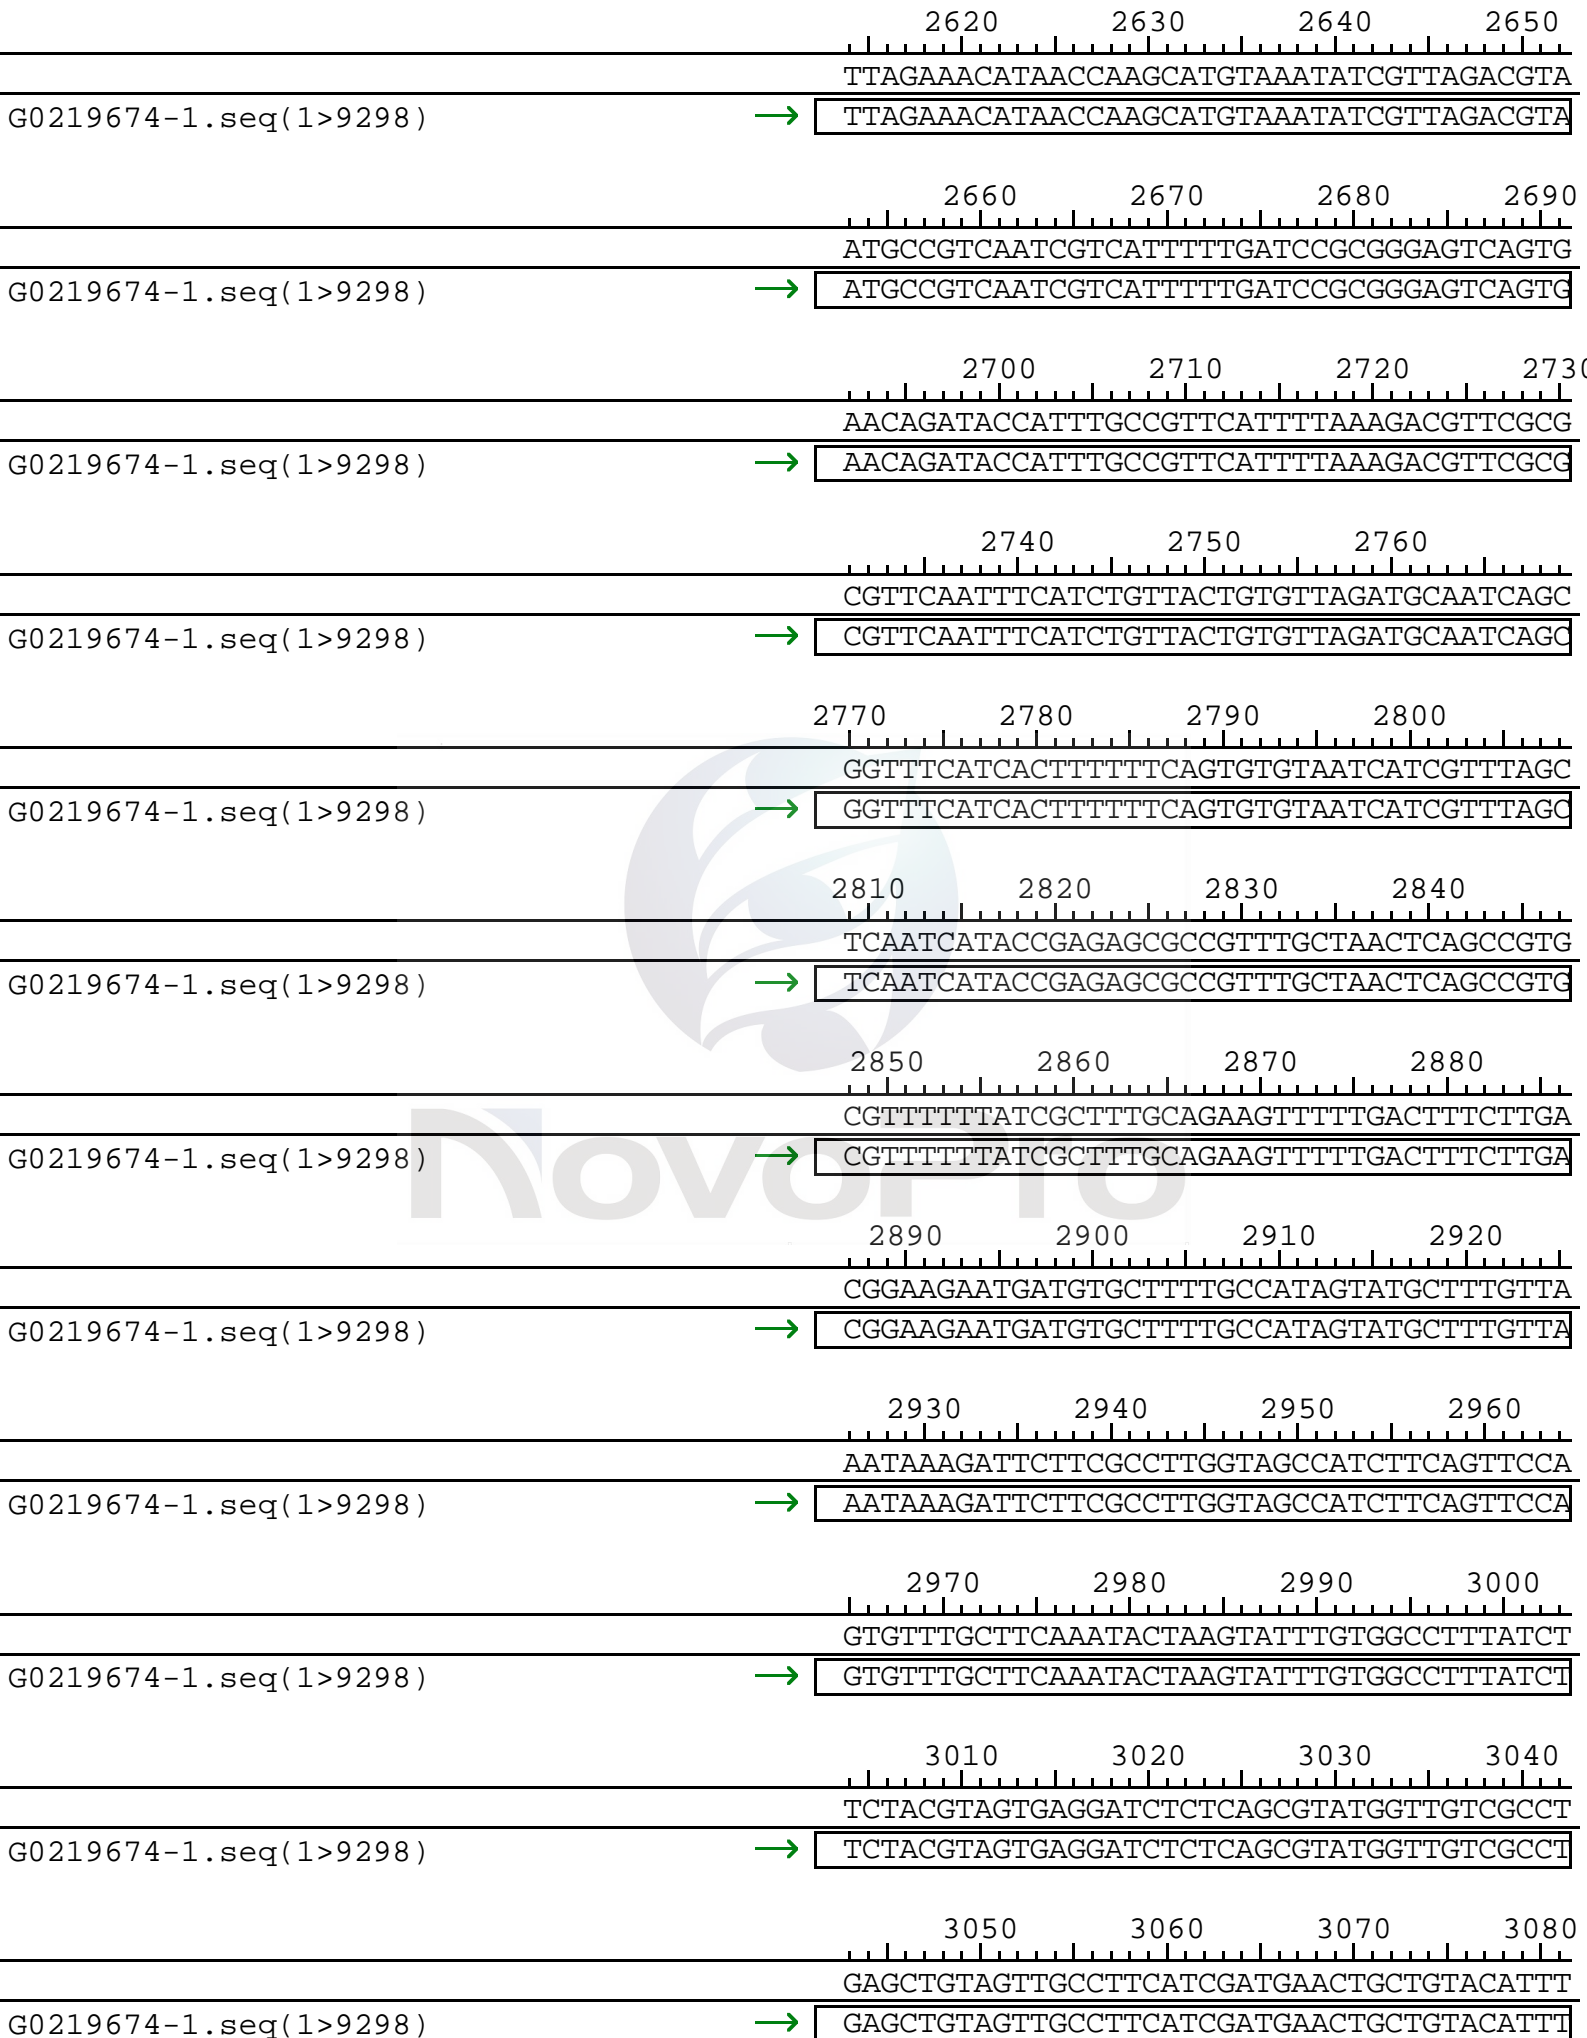 2620 2630 2640 2650
TTAGAAACATAACCAAGCATGTAAATATCGTTAGACGTA
G0219674-1.seq(1>9298) → TTAGAAACATAACCAAGCATGTAAATATCGTTAGACGTA
2660 2670 2680 2690
ATGCCGTCAATCGTCATTTTTGATCCGCGGGAGTCAGTG
G0219674-1.seq(1>9298) → ATGCCGTCAATCGTCATTTTTGATCCGCGGGAGTCAGTG
2700 2710 2720 2730
AACAGATACCATTTGCCGTTCATTTTAAAGACGTTCGCG
G0219674-1.seq(1>9298) → AACAGATACCATTTGCCGTTCATTTTAAAGACGTTCGCG
2740 2750 2760
CGTTCAATTTCATCTGTTACTGTGTTAGATGCAATCAGC
G0219674-1.seq(1>9298) → CGTTCAATTTCATCTGTTACTGTGTTAGATGCAATCAGC
2770 2780 2790 2800
GGTTTCATCACTTTTTTCAGTGTGTAATCATCGTTTAGC
G0219674-1.seq(1>9298) → GGTTTCATCACTTTTTTCAGTGTGTAATCATCGTTTAGC
2810 2820 2830 2840
TCAATCATACCGAGAGCGCCGTTTGCTAACTCAGCCGTG
G0219674-1.seq(1>9298) → TCAATCATACCGAGAGCGCCGTTTGCTAACTCAGCCGTG
2850 2860 2870 2880
CGTTTTTTATCGCTTTGCAGAAGTTTTTGACTTTCTTGA
G0219674-1.seq(1>9298) → CGTTTTTTATCGCTTTGCAGAAGTTTTTGACTTTCTTGA
NovoPro
2890 2900 2910 2920
CGGAAGAATGATGTGCTTTTGCCATAGTATGCTTTGTTA
G0219674-1.seq(1>9298) → CGGAAGAATGATGTGCTTTTGCCATAGTATGCTTTGTTA
2930 2940 2950 2960
AATAAAGATTCTTCGCCTTGGTAGCCATCTTCAGTTCCA
G0219674-1.seq(1>9298) → AATAAAGATTCTTCGCCTTGGTAGCCATCTTCAGTTCCA
2970 2980 2990 3000
GTGTTTGCTTCAAATACTAAGTATTTGTGGCCTTTATCT
G0219674-1.seq(1>9298) → GTGTTTGCTTCAAATACTAAGTATTTGTGGCCTTTATCT
3010 3020 3030 3040
TCTACGTAGTGAGGATCTCTCAGCGTATGGTTGTCGCCT
G0219674-1.seq(1>9298) → TCTACGTAGTGAGGATCTCTCAGCGTATGGTTGTCGCCT
3050 3060 3070 3080
GAGCTGTAGTTGCCTTCATCGATGAACTGCTGTACATTT
G0219674-1.seq(1>9298) → GAGCTGTAGTTGCCTTCATCGATGAACTGCTGTACATTT